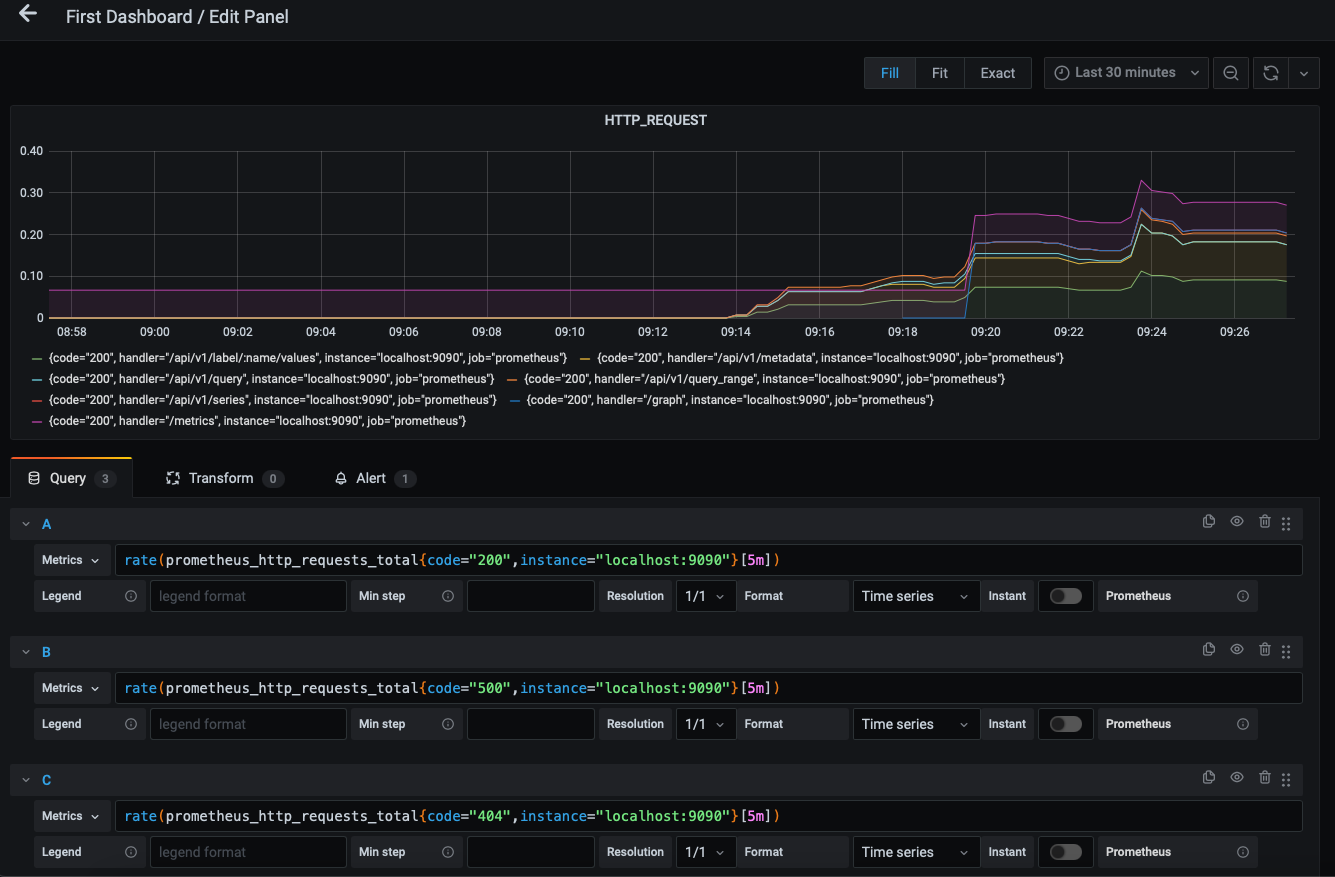 First Dashboard / Edit Panel
Fill Fit Exact Last 30 minutes
HTTP_REQUEST
0.40
0.30
0.20
0.10
0
08:58 09:00 09:02 09:04 09:06 09:08 09:10 09:12 09:14 09:16 09:18 09:20 09:22 09:24 09:26
{code="200", handler="/api/v1/label/:name/values", instance="localhost:9090", job="prometheus"} {code="200", handler="/api/v1/metadata", instance="localhost:9090", job="prometheus"}
{code="200", handler="/api/v1/query", instance="localhost:9090", job="prometheus"} {code="200", handler="/api/v1/query_range", instance="localhost:9090", job="prometheus"}
{code="200", handler="/api/v1/series", instance="localhost:9090", job="prometheus"} {code="200", handler="/graph", instance="localhost:9090", job="prometheus"}
{code="200", handler="/metrics", instance="localhost:9090", job="prometheus"}
Query 3 Transform 0 Alert 1
A
Metrics rate(prometheus_http_requests_total{code="200",instance="localhost:9090"}[5m])
Legend legend format Min step Resolution 1/1 Format Time series Instant Prometheus
B
Metrics rate(prometheus_http_requests_total{code="500",instance="localhost:9090"}[5m])
Legend legend format Min step Resolution 1/1 Format Time series Instant Prometheus
C
Metrics rate(prometheus_http_requests_total{code="404",instance="localhost:9090"}[5m])
Legend legend format Min step Resolution 1/1 Format Time series Instant Prometheus